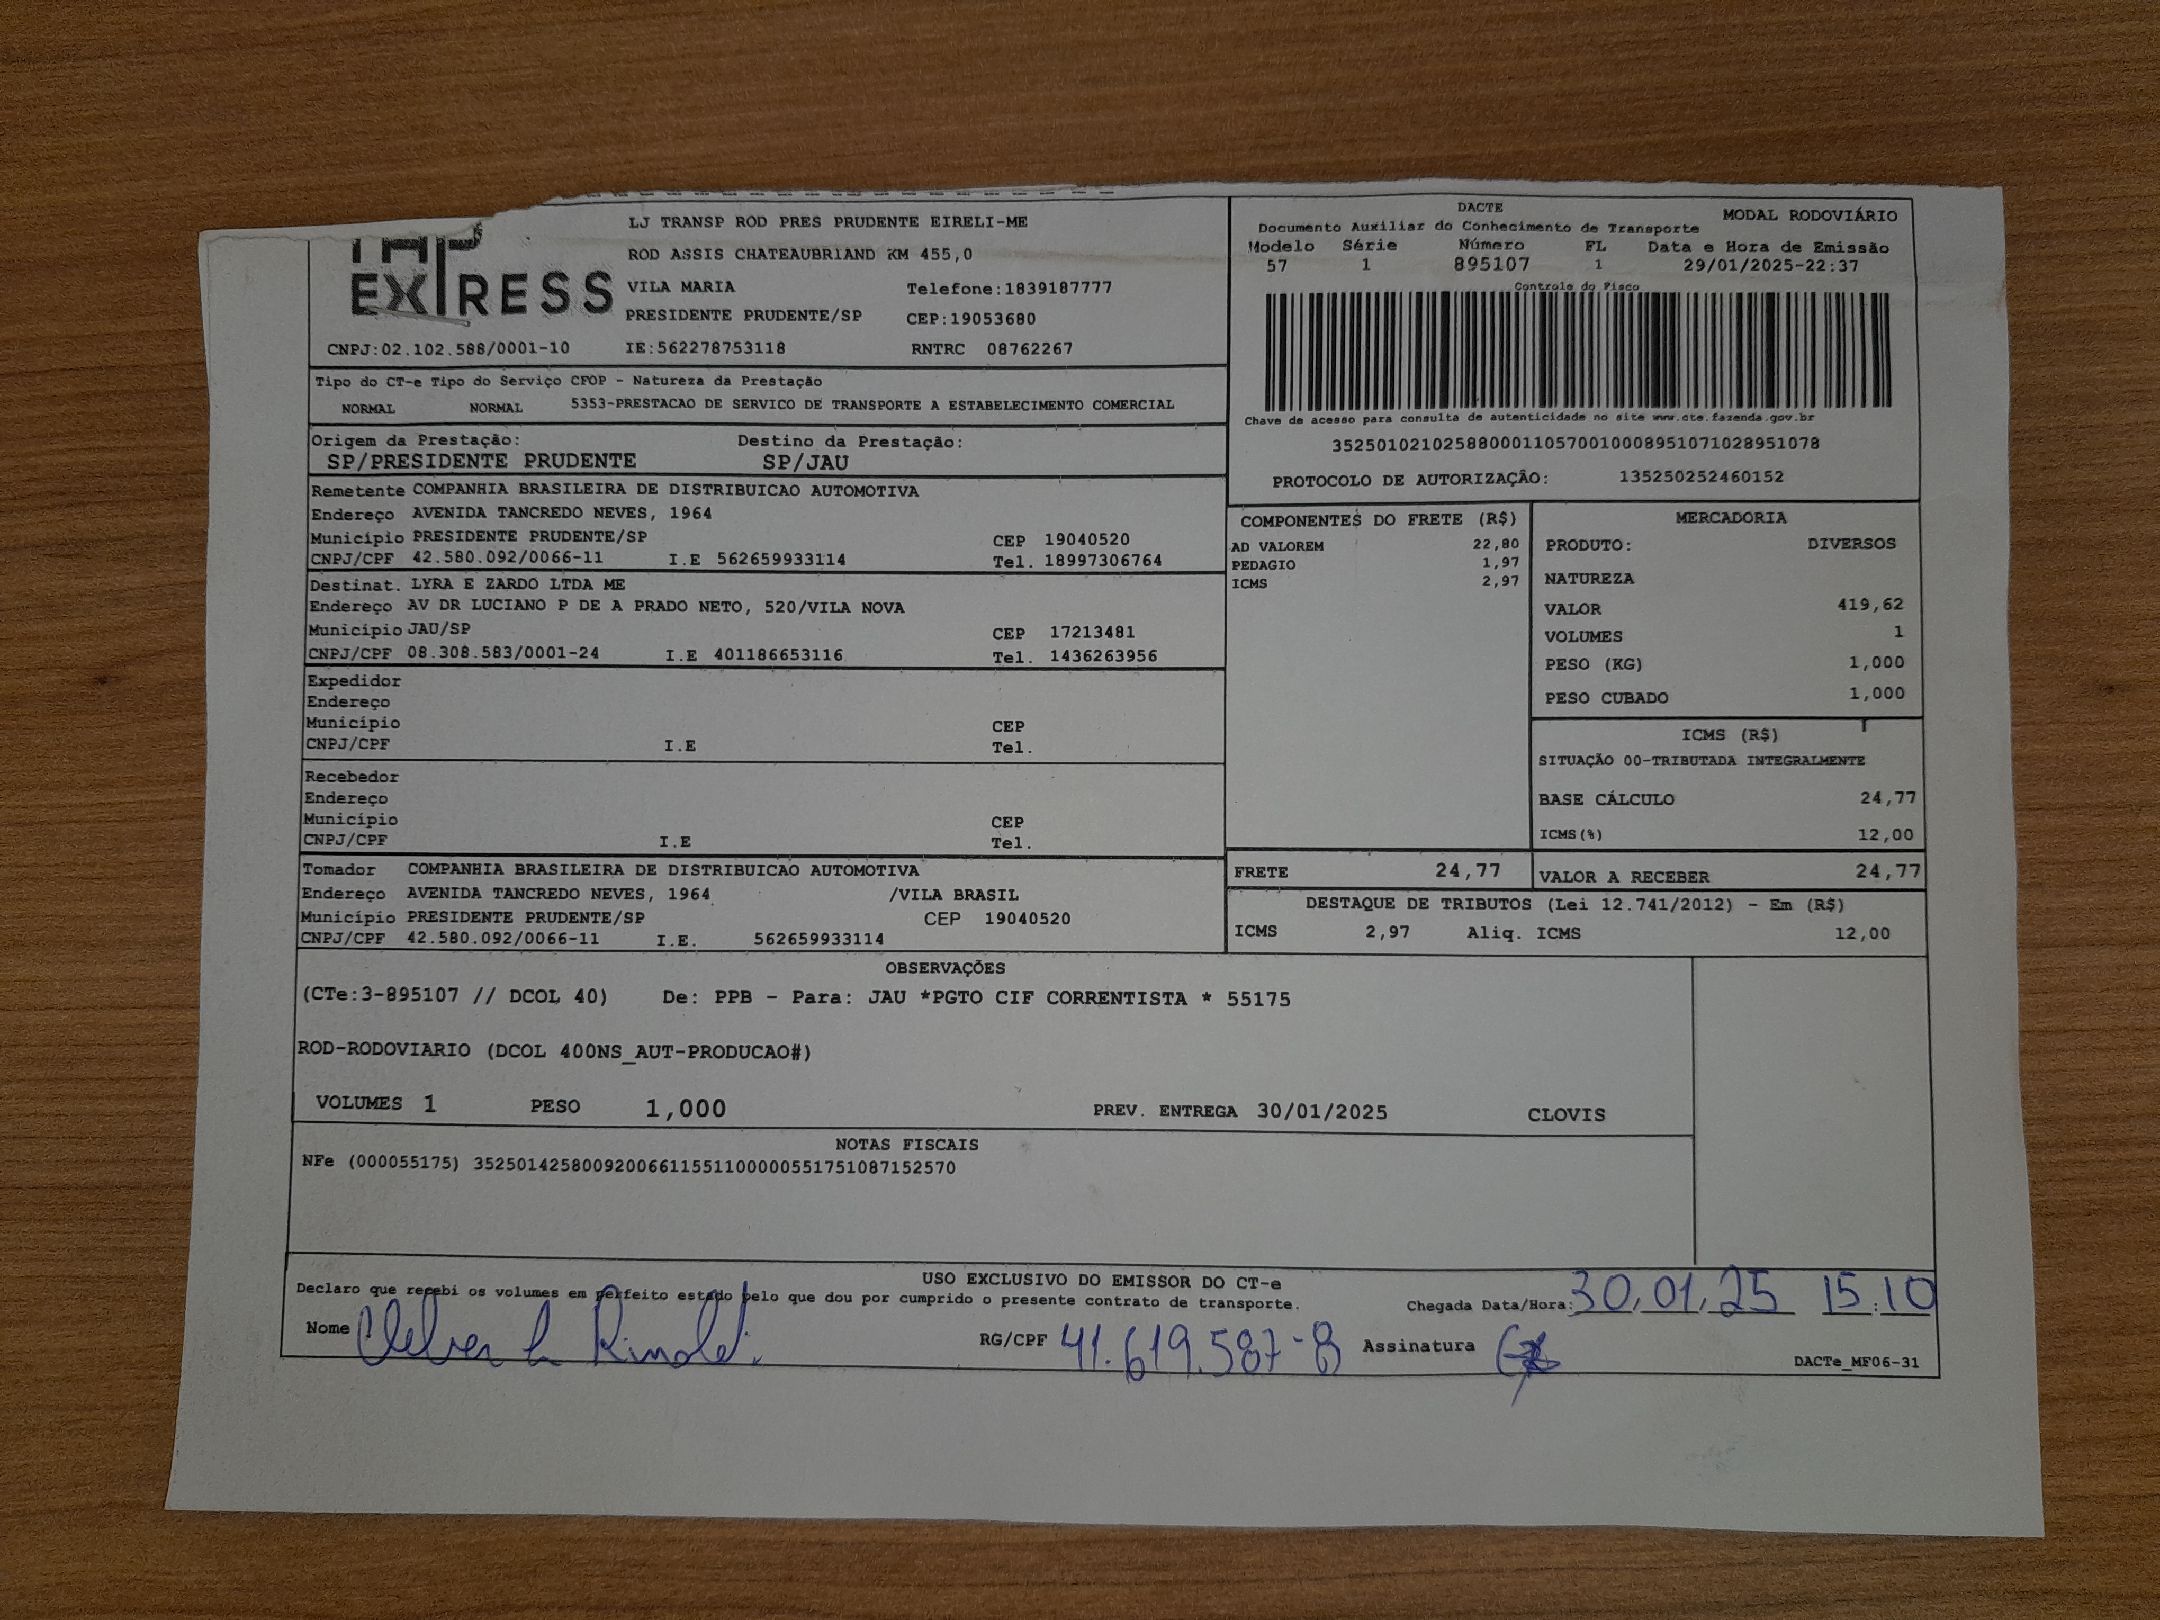 EXPRESS
LJ TRANSP ROD PRES PRUDENTE EIRELI-ME
ROD ASSIS CHATEAUBRIAND KM 455,0
VILA MARIA Telefone:1839187777
PRESIDENTE PRUDENTE/SP CEP:19053680
CNPJ:02.102.588/0001-10 IE:562278753118 RNTRC 08762267
DACTE
Documento Auxiliar do Conhecimento de Transporte MODAL RODOVIÁRIO
Modelo Série Número FL Data e Hora de Emissão
57 1 895107 1 29/01/2025-22:37
Controle do Fisco
Chave de acesso para consulta de autenticidade no site www.cte.fazenda.gov.br
35250102102588000110570010008951071028951078
PROTOCOLO DE AUTORIZAÇÃO: 135250252460152
Tipo do CT-e Tipo do Serviço CFOP - Natureza da Prestação
NORMAL NORMAL 5353-PRESTACAO DE SERVICO DE TRANSPORTE A ESTABELECIMENTO COMERCIAL
Origem da Prestação: Destino da Prestação:
SP/PRESIDENTE PRUDENTE SP/JAU
Remetente COMPANHIA BRASILEIRA DE DISTRIBUICAO AUTOMOTIVA
Endereço AVENIDA TANCREDO NEVES, 1964
Município PRESIDENTE PRUDENTE/SP CEP 19040520
CNPJ/CPF 42.580.092/0066-11 I.E 562659933114 Tel. 18997306764
Destinat. LYRA E ZARDO LTDA ME
Endereço AV DR LUCIANO P DE A PRADO NETO, 520/VILA NOVA
Município JAU/SP CEP 17213481
CNPJ/CPF 08.308.583/0001-24 I.E 401186653116 Tel. 1436263956
Expedidor
Endereço
Município CEP
CNPJ/CPF I.E Tel.
Recebedor
Endereço
Município CEP
CNPJ/CPF I.E Tel.
Tomador COMPANHIA BRASILEIRA DE DISTRIBUICAO AUTOMOTIVA
Endereço AVENIDA TANCREDO NEVES, 1964 /VILA BRASIL
Município PRESIDENTE PRUDENTE/SP CEP 19040520
CNPJ/CPF 42.580.092/0066-11 I.E. 562659933114
COMPONENTES DO FRETE (R$)
AD VALOREM 22,80
PEDAGIO 1,97
ICMS 2,97
MERCADORIA
PRODUTO: DIVERSOS
NATUREZA
VALOR 419,62
VOLUMES 1
PESO (KG) 1,000
PESO CUBADO 1,000
ICMS (R$)
SITUAÇÃO 00-TRIBUTADA INTEGRALMENTE
BASE CÁLCULO 24,77
ICMS(%) 12,00
FRETE 24,77 VALOR A RECEBER 24,77
DESTAQUE DE TRIBUTOS (Lei 12.741/2012) - Em (R$)
ICMS 2,97 Aliq. ICMS 12,00
OBSERVAÇÕES
(CTe:3-895107 // DCOL 40) De: PPB - Para: JAU *PGTO CIF CORRENTISTA * 55175
ROD-RODOVIARIO (DCOL 400NS_AUT-PRODUCAO#)
VOLUMES 1 PESO 1,000 PREV. ENTREGA 30/01/2025 CLOVIS
NOTAS FISCAIS
NFe (000055175) 35250142580092006611551100000551751087152570
USO EXCLUSIVO DO EMISSOR DO CT-e
Declaro que recebi os volumes em perfeito estado pelo que dou por cumprido o presente contrato de transporte. Chegada Data/Hora: 30.01.25 15:10
Nome Cleber RG/CPF 41.619.587-8 Assinatura
DACTe_MF06-31